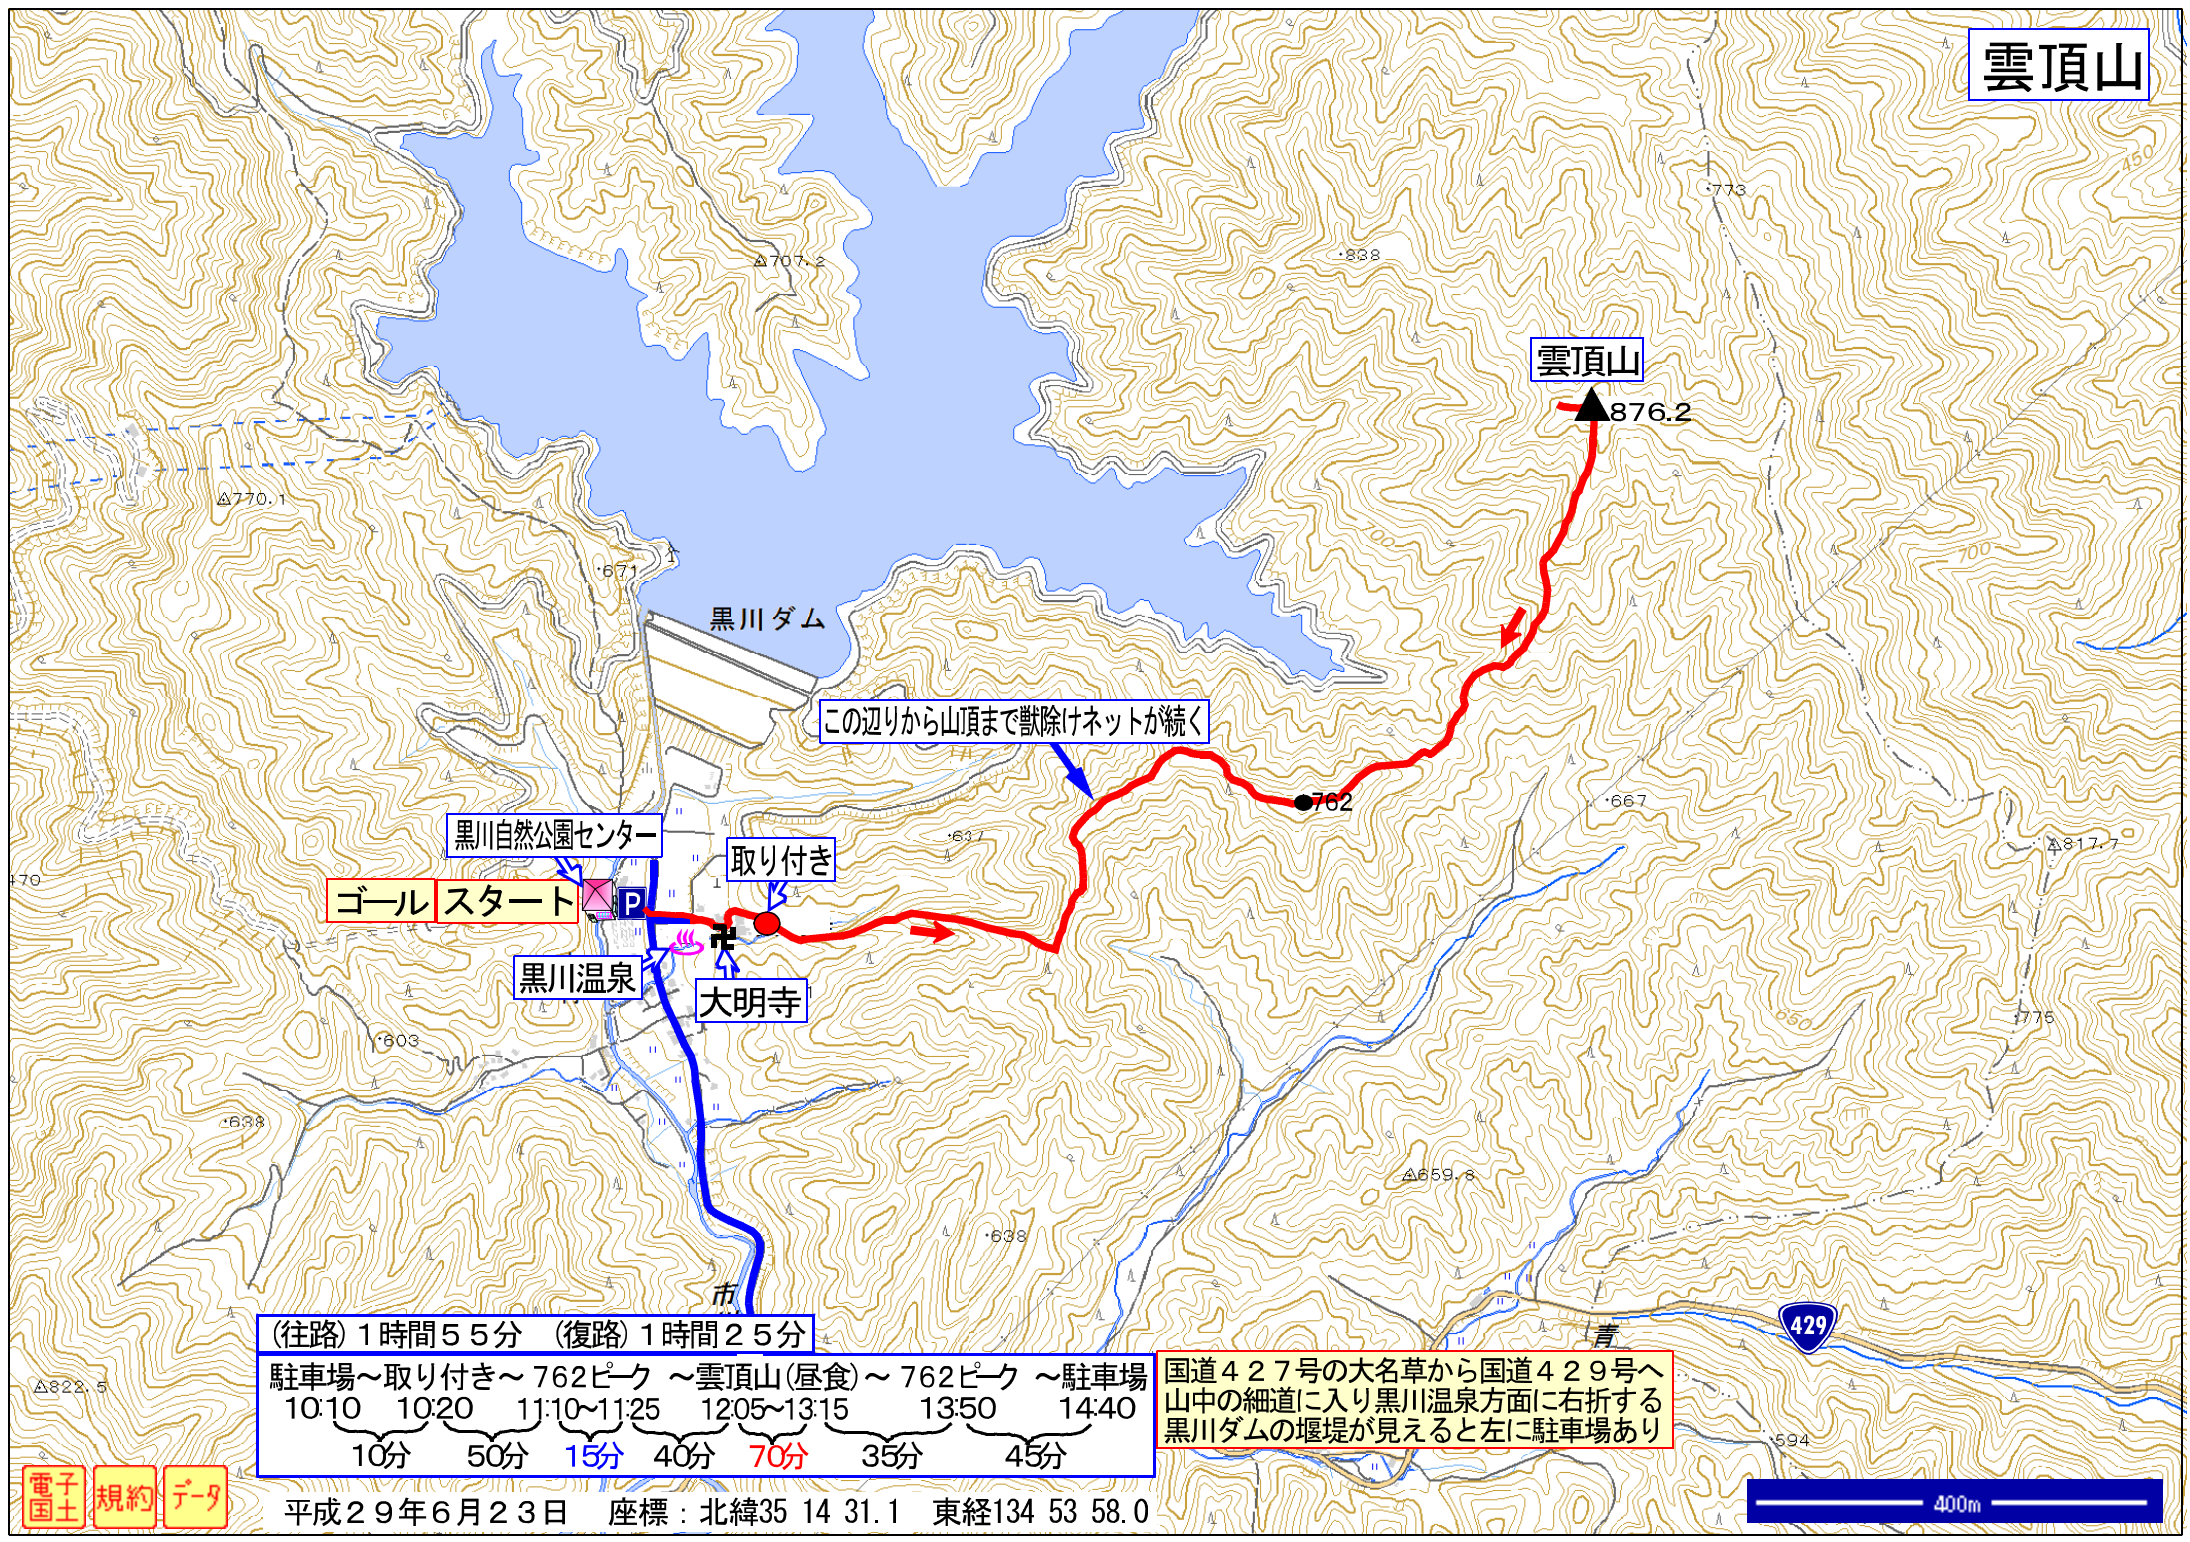 雲頂山
450
773
838
707.2
雲頂山
876.2
770.1
700
700
671
黒川ダム
この辺りから山頂まで獣除けネットが続く
762
667
637
817.7
黒川自然公園センター
取り付き
470
ゴール
スタート
P
黒川温泉
大明寺
650
775
603
638
659.8
638
市
429
青
(往路)1時間55分 (復路)1時間25分
822.5
駐車場～取り付き～762ピーク ～雲頂山(昼食)～762ピーク ～駐車場
10:10 10:20 11:10～11:25 12:05～13:15 13:50 14:40
10分 50分 15分 40分 70分 35分 45分
国道427号の大名草から国道429号へ
山中の細道に入り黒川温泉方面に右折する
黒川ダムの堰堤が見えると左に駐車場あり
594
電子国土
規約
データ
平成29年6月23日 座標：北緯35 14 31.1 東経134 53 58.0
400m